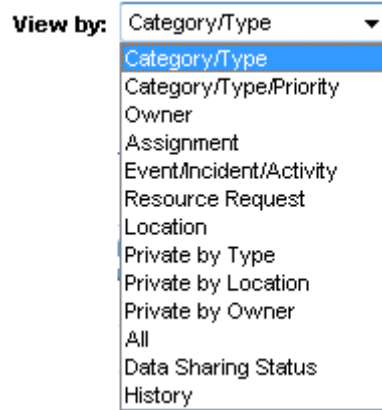 View by: Category/Type
Category/Type
Category/Type/Priority
Owner
Assignment
Event/Incident/Activity
Resource Request
Location
Private by Type
Private by Location
Private by Owner
All
Data Sharing Status
History